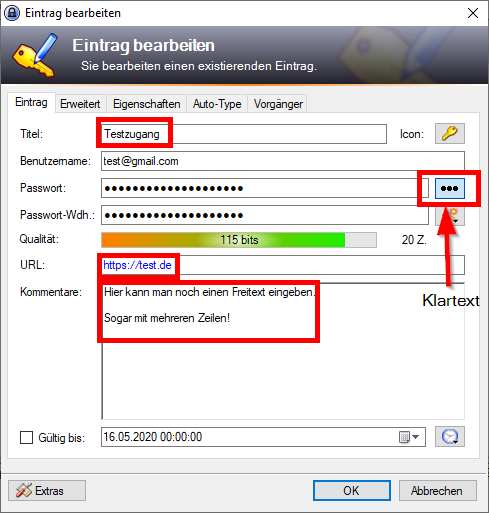 Eintrag bearbeiten
Eintrag bearbeiten
Sie bearbeiten einen existierenden Eintrag.
Eintrag Erweitert Eigenschaften Auto-Type Vorgänger
Titel: Testzugang Icon:
Benutzername: test@gmail.com
Passwort: ●●●●●●●●●●●●●●●●●●●● ●●●
Passwort-Wdh.: ●●●●●●●●●●●●●●●●●●●●
Qualität: 115 bits 20 Z.
URL: https://test.de
Klartext
Kommentare: Hier kann man noch einen Freitext eingeben.
Sogar mit mehreren Zeilen!
Gültig bis: 16.05.2020 00:00:00
Extras OK Abbrechen